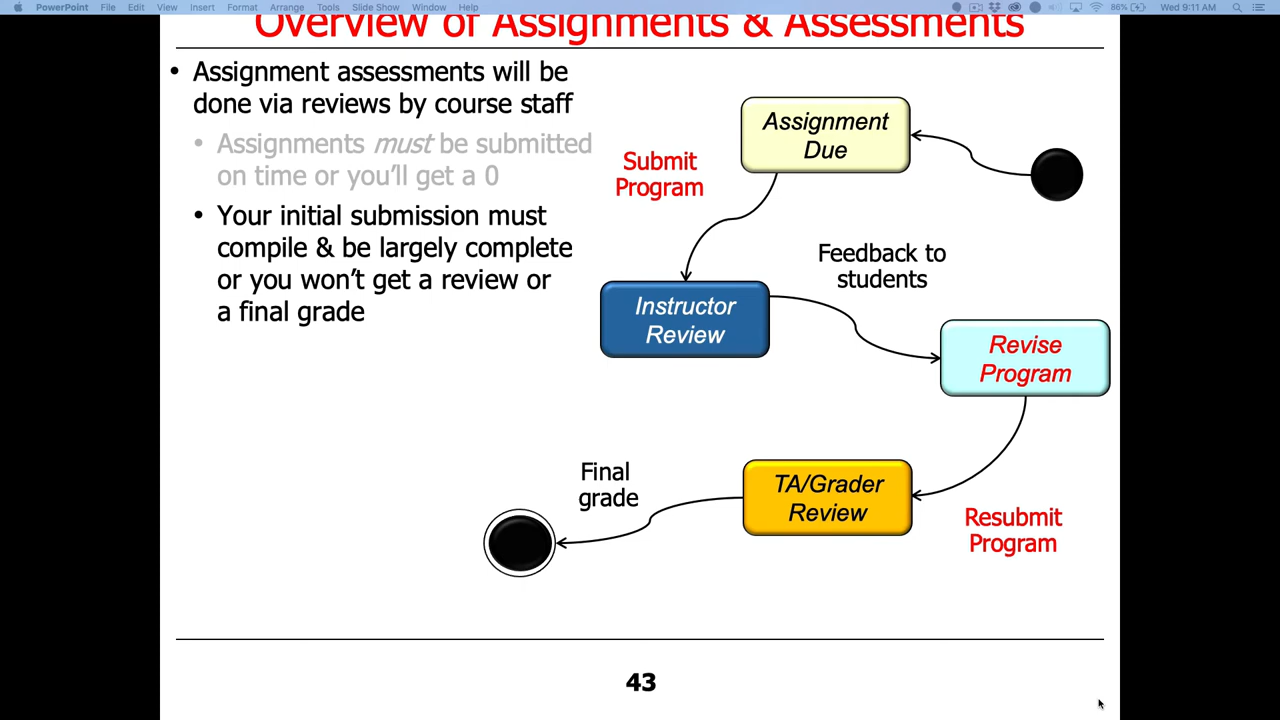 PowerPoint File Edit View Insert Format Arrange Tools Slide Show Window Help 86% Wed 9:11 AM
Overview of Assignments & Assessments
• Assignment assessments will be
done via reviews by course staff
• Assignments must be submitted
on time or you’ll get a 0
• Your initial submission must
compile & be largely complete
or you won’t get a review or
a final grade
Assignment
Due
Submit
Program
Feedback to
students
Instructor
Review
Revise
Program
Final
grade
TA/Grader
Review
Resubmit
Program
43